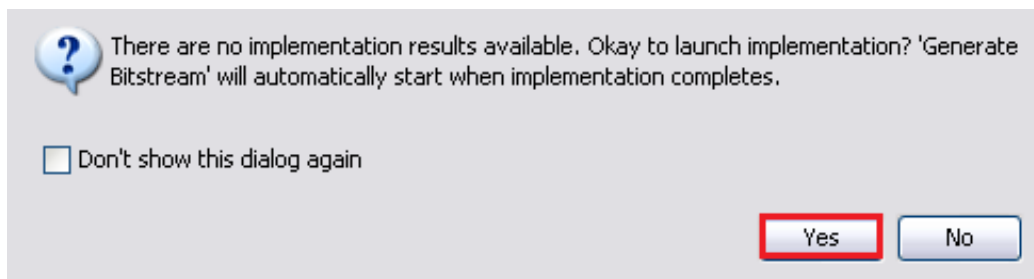 There are no implementation results available. Okay to launch implementation? 'Generate
Bitstream' will automatically start when implementation completes.
Don't show this dialog again
Yes No